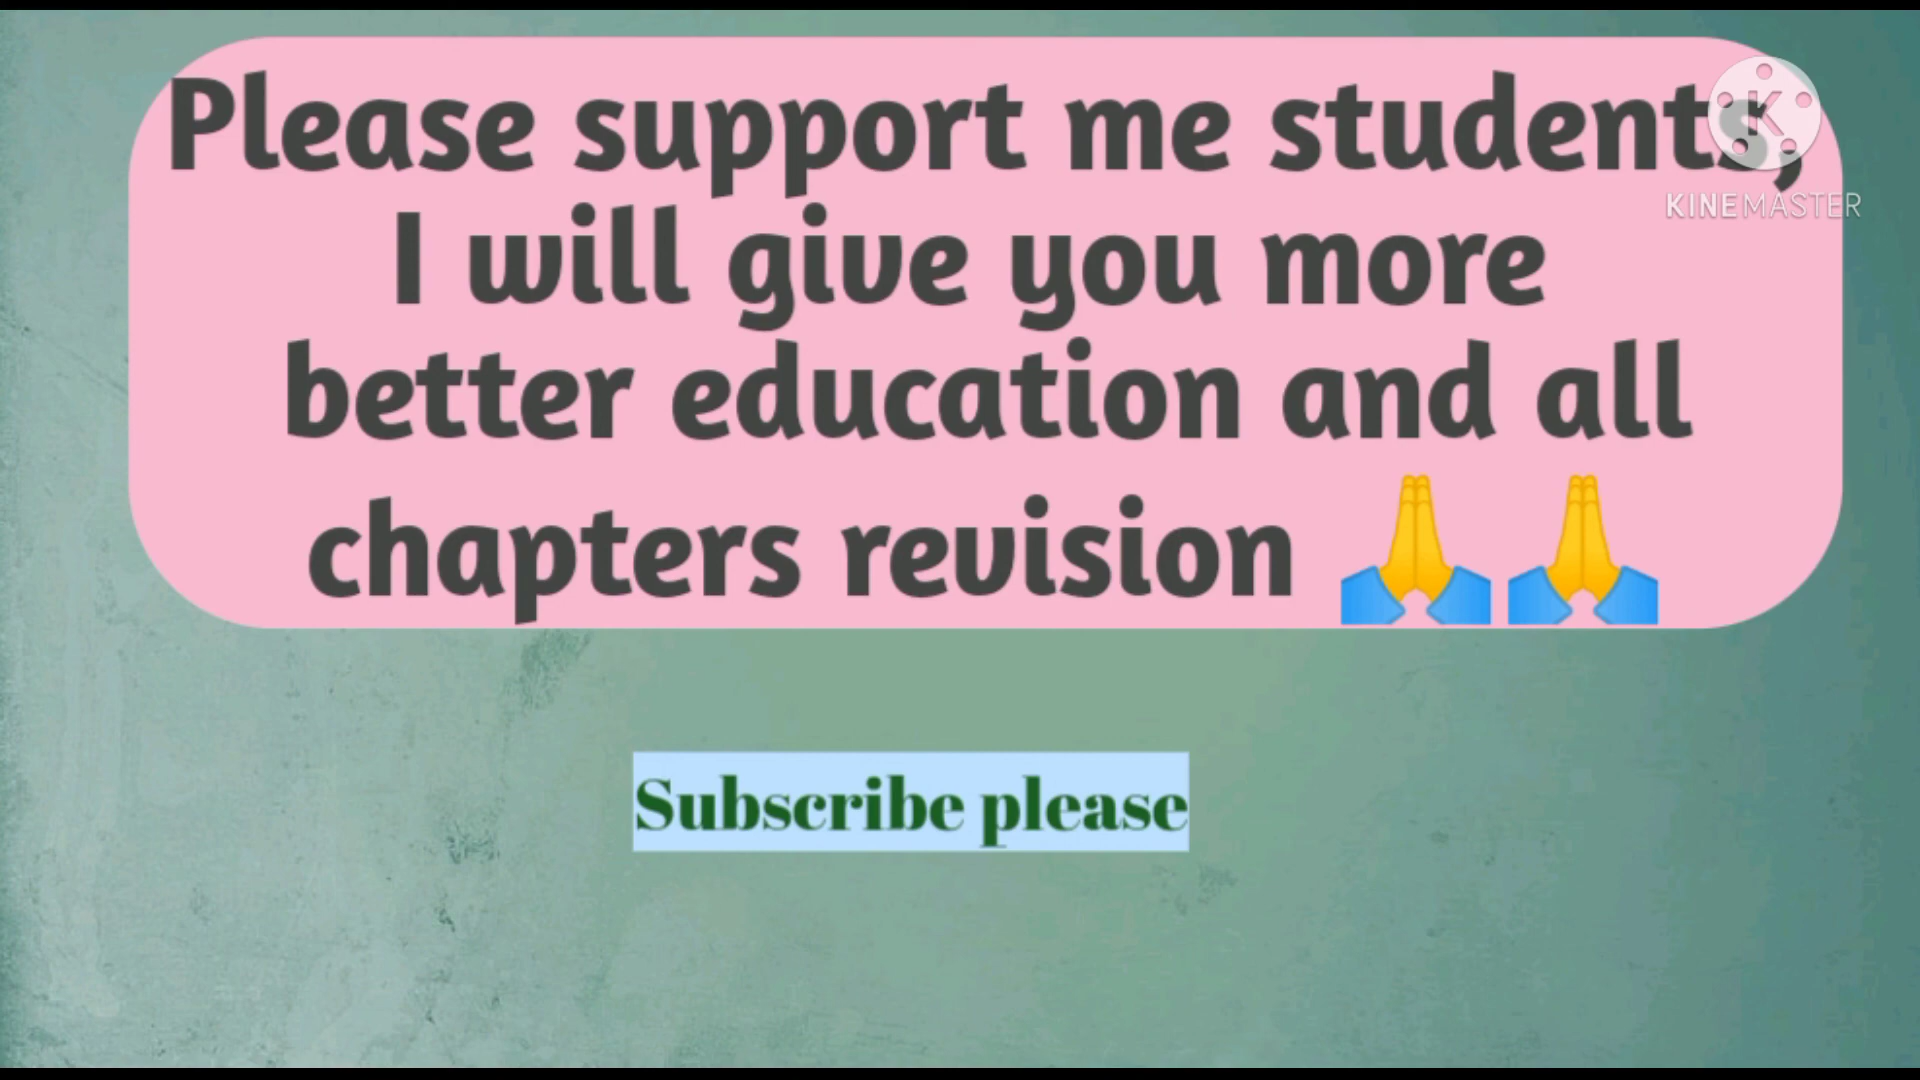 Please support me students,
KINEMASTER
I will give you more
better education and all
chapters revision 🙏🙏
Subscribe please